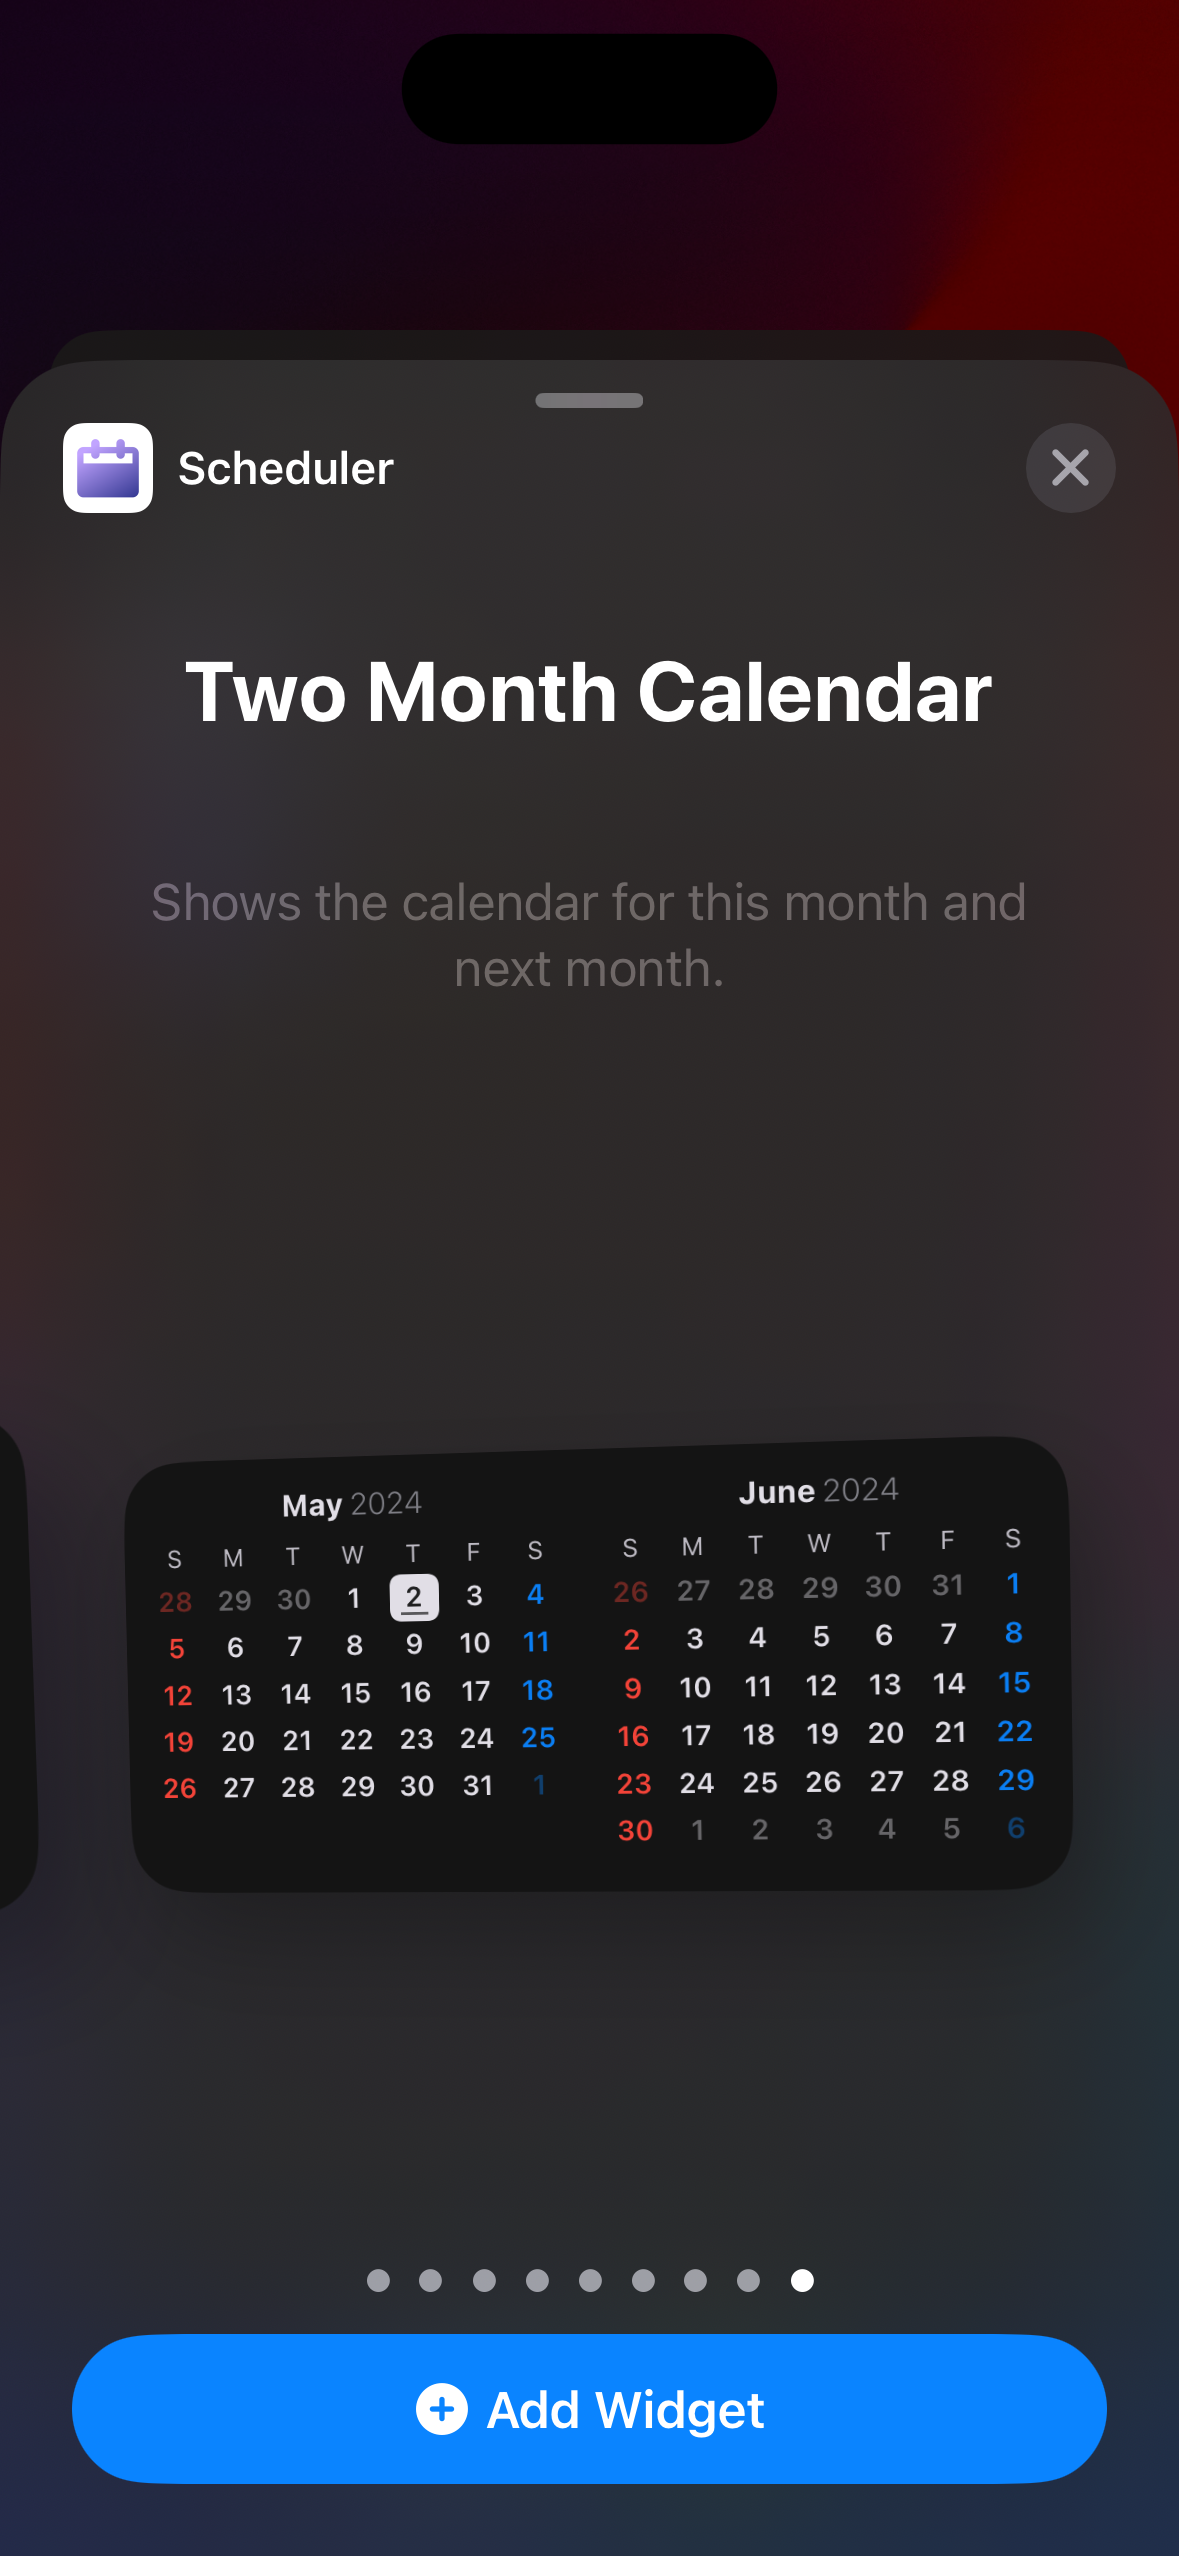 Scheduler
Two Month Calendar
Shows the calendar for this month and
next month.
May 2024
S M T W T F S
28 29 30 1 2 3 4
5 6 7 8 9 10 11
12 13 14 15 16 17 18
19 20 21 22 23 24 25
26 27 28 29 30 31 1
June 2024
S M T W T F S
26 27 28 29 30 31 1
2 3 4 5 6 7 8
9 10 11 12 13 14 15
16 17 18 19 20 21 22
23 24 25 26 27 28 29
30 1 2 3 4 5 6
Add Widget